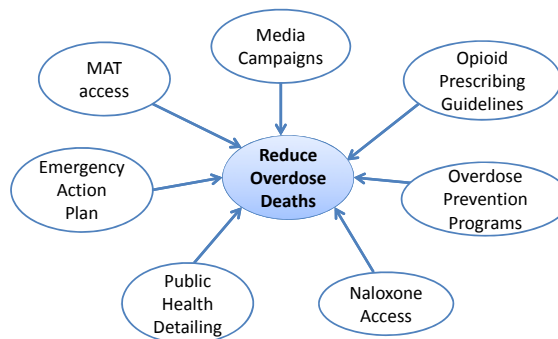 Media
Campaigns
MAT
access
Opioid
Prescribing
Guidelines
Reduce
Overdose
Deaths
Emergency
Action
Plan
Overdose
Prevention
Programs
Public
Health
Detailing
Naloxone
Access